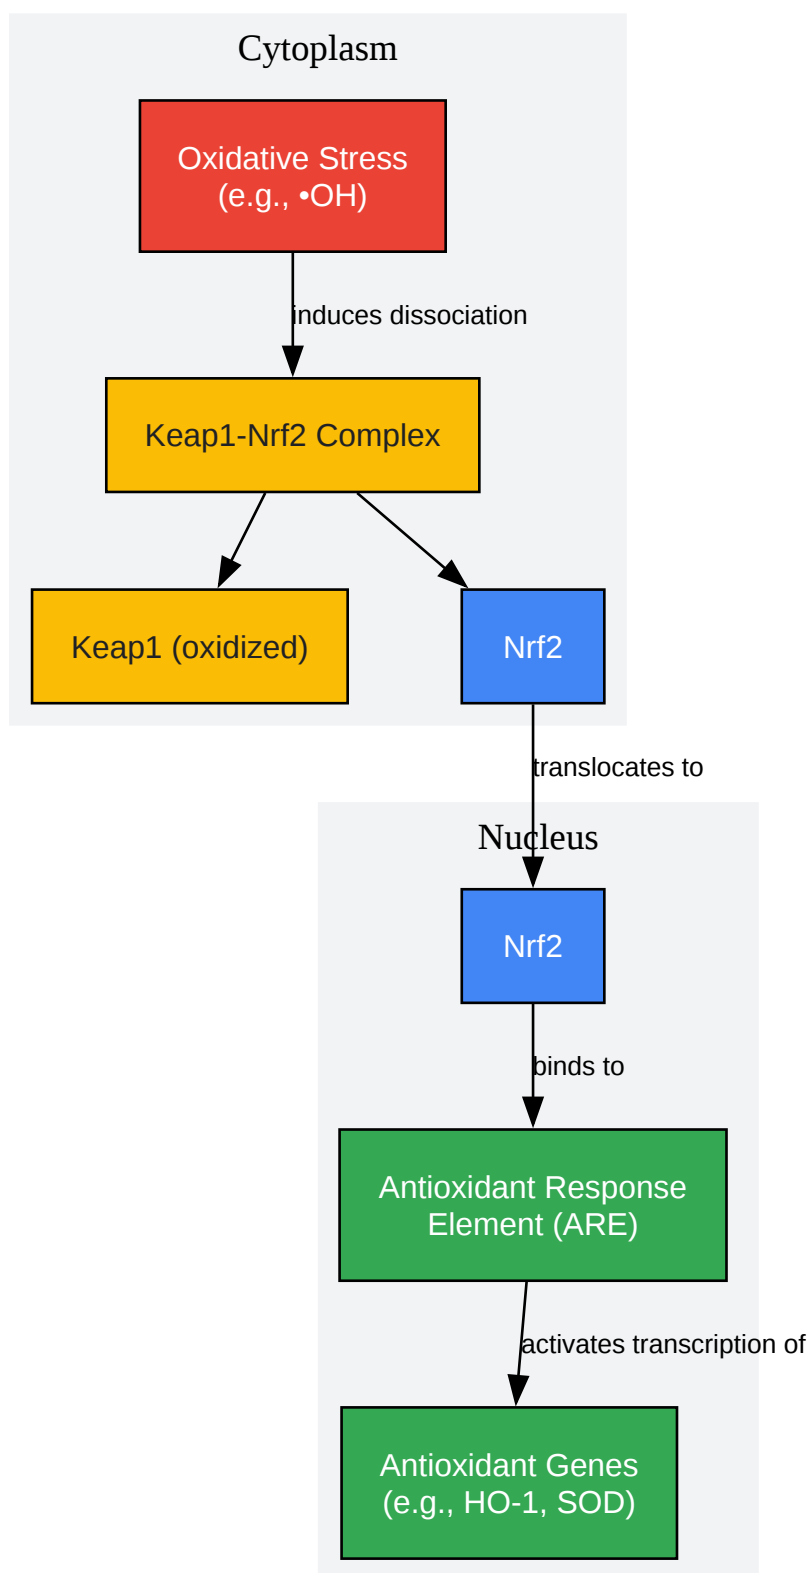 Cytoplasm
Oxidative Stress
(e.g., •OH)
induces dissociation
Keap1-Nrf2 Complex
Keap1 (oxidized)
Nrf2
translocates to
Nucleus
Nrf2
binds to
Antioxidant Response
Element (ARE)
activates transcription of
Antioxidant Genes
(e.g., HO-1, SOD)